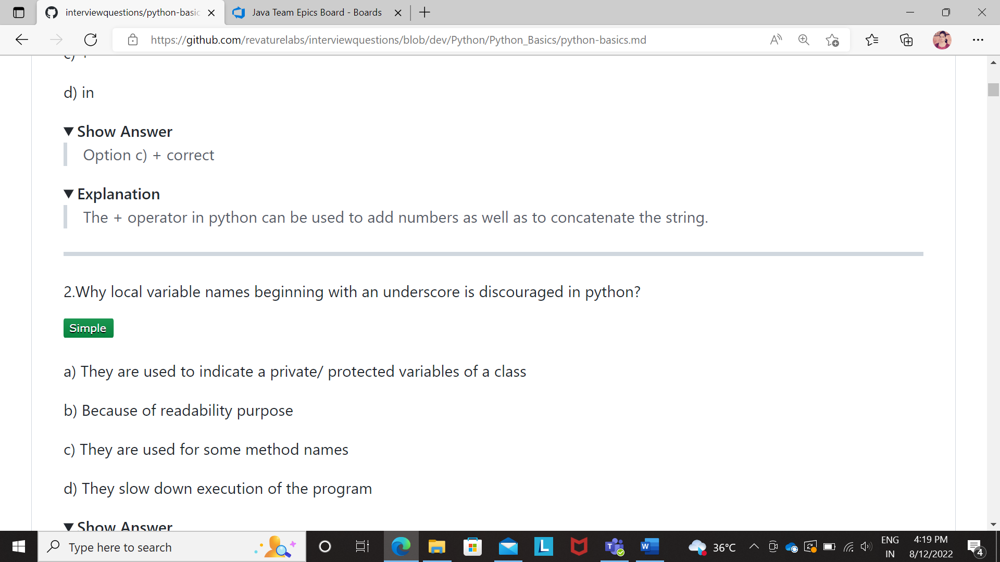 interviewquestions/python-basic
Java Team Epics Board - Boards
https://github.com/revaturelabs/interviewquestions/blob/dev/Python/Python_Basics/python-basics.md
d) in
Show Answer
Option c) + correct
Explanation
The + operator in python can be used to add numbers as well as to concatenate the string.
2.Why local variable names beginning with an underscore is discouraged in python?
Simple
a) They are used to indicate a private/ protected variables of a class
b) Because of readability purpose
c) They are used for some method names
d) They slow down execution of the program
Show Answer
Type here to search
36°C
ENG
IN
4:19 PM
8/12/2022
4